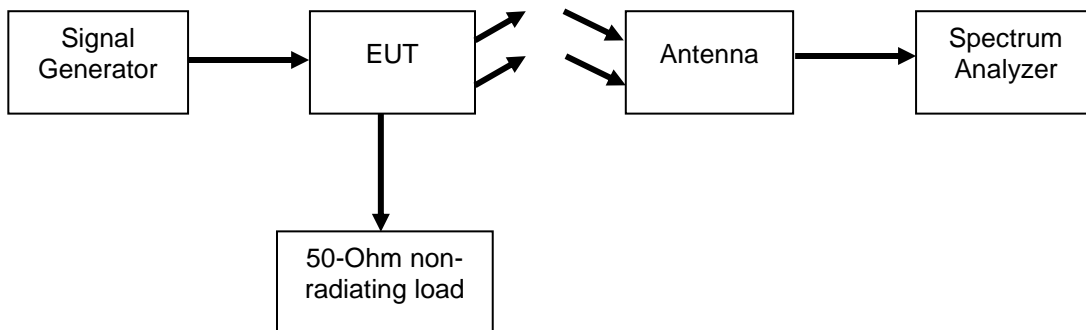 Signal
Generator
EUT
Antenna
Spectrum
Analyzer
50-Ohm non-
radiating load